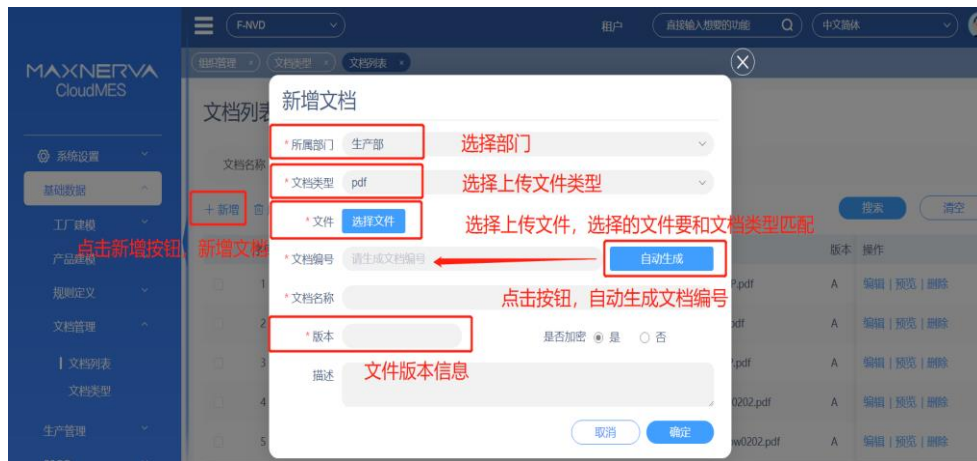 F-NVD
租户
直接输入想要的功能
中文简体
MAXNERVA
CloudMES
组织管理 ×
文档类型 ×
文档列表 ×
系统设置
基础数据
工厂建模
产品建模
规则定义
文档管理
文档列表
文档类型
生产管理
文档列表
文档名称
+ 新增
点击新增按钮，新增文档
搜索
清空
版本 操作
1 .pdf A 编辑 | 预览 | 删除
2 pdf A 编辑 | 预览 | 删除
3 .pdf A 编辑 | 预览 | 删除
4 0202.pdf A 编辑 | 预览 | 删除
5 w0202.pdf A 编辑 | 预览 | 删除
新增文档
* 所属部门 生产部 选择部门
* 文档类型 pdf 选择上传文件类型
* 文件 选择文件 选择上传文件，选择的文件要和文档类型匹配
* 文档编号 请生成文档编号 自动生成
* 文档名称 点击按钮，自动生成文档编号
* 版本 是否加密 是 否
文件版本信息
描述
取消 确定